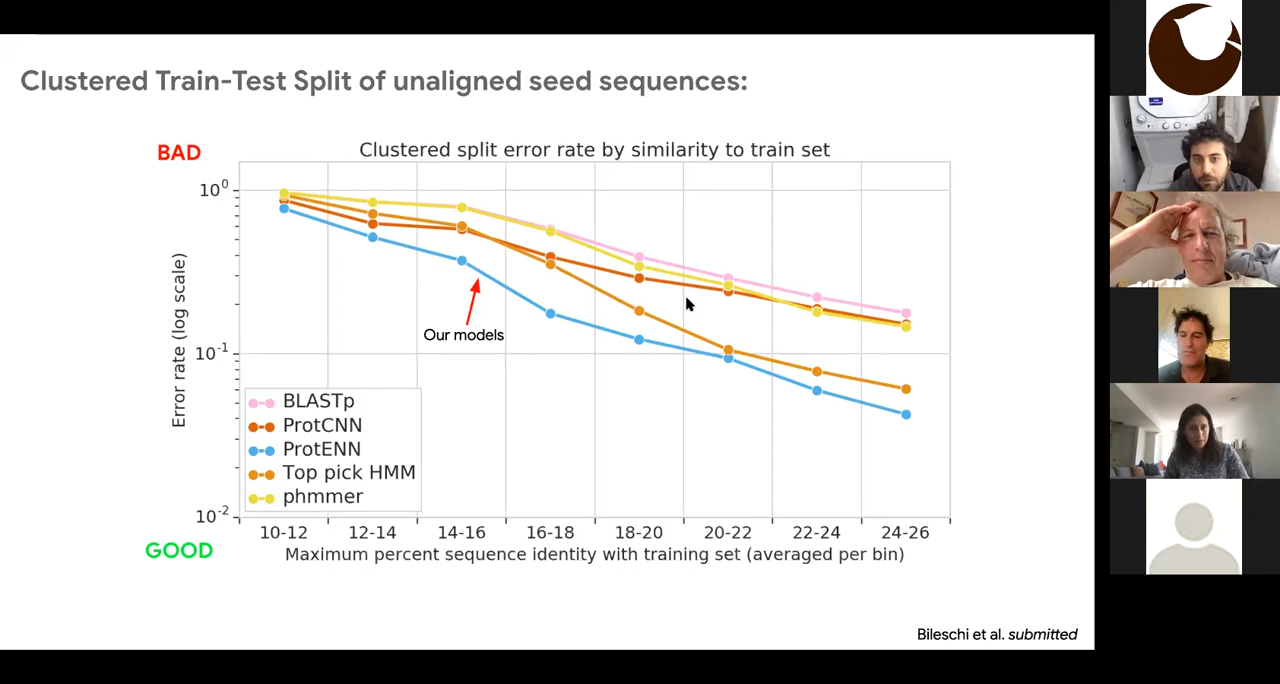 Clustered Train-Test Split of unaligned seed sequences:
BAD
Clustered split error rate by similarity to train set
10^0
10^-1
10^-2
Error rate (log scale)
Our models
BLASTp
ProtCNN
ProtENN
Top pick HMM
phmmer
10-12 12-14 14-16 16-18 18-20 20-22 22-24 24-26
GOOD
Maximum percent sequence identity with training set (averaged per bin)
Bileschi et al. submitted